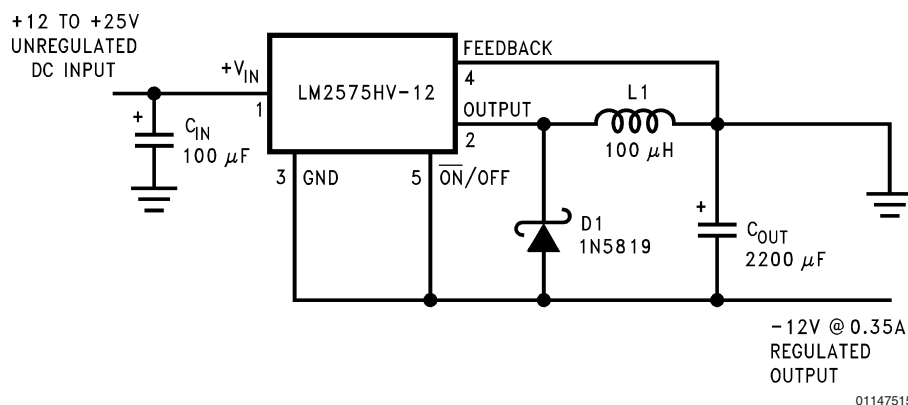 +12 TO +25V
UNREGULATED
DC INPUT
+VIN
1
LM2575HV-12
FEEDBACK
4
OUTPUT
2
L1
100 μH
+
CIN
100 μF
3
GND
5
ON/OFF
D1
1N5819
+
COUT
2200 μF
-12V @ 0.35A
REGULATED
OUTPUT
01147515